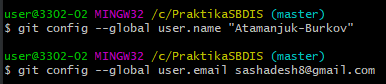 user@3302-02 MINGW32 /c/PraktikaSBDIS (master)
$ git config --global user.name "Atamanjuk-Burkov"
user@3302-02 MINGW32 /c/PraktikaSBDIS (master)
$ git config --global user.email sashadesh8@gmail.com